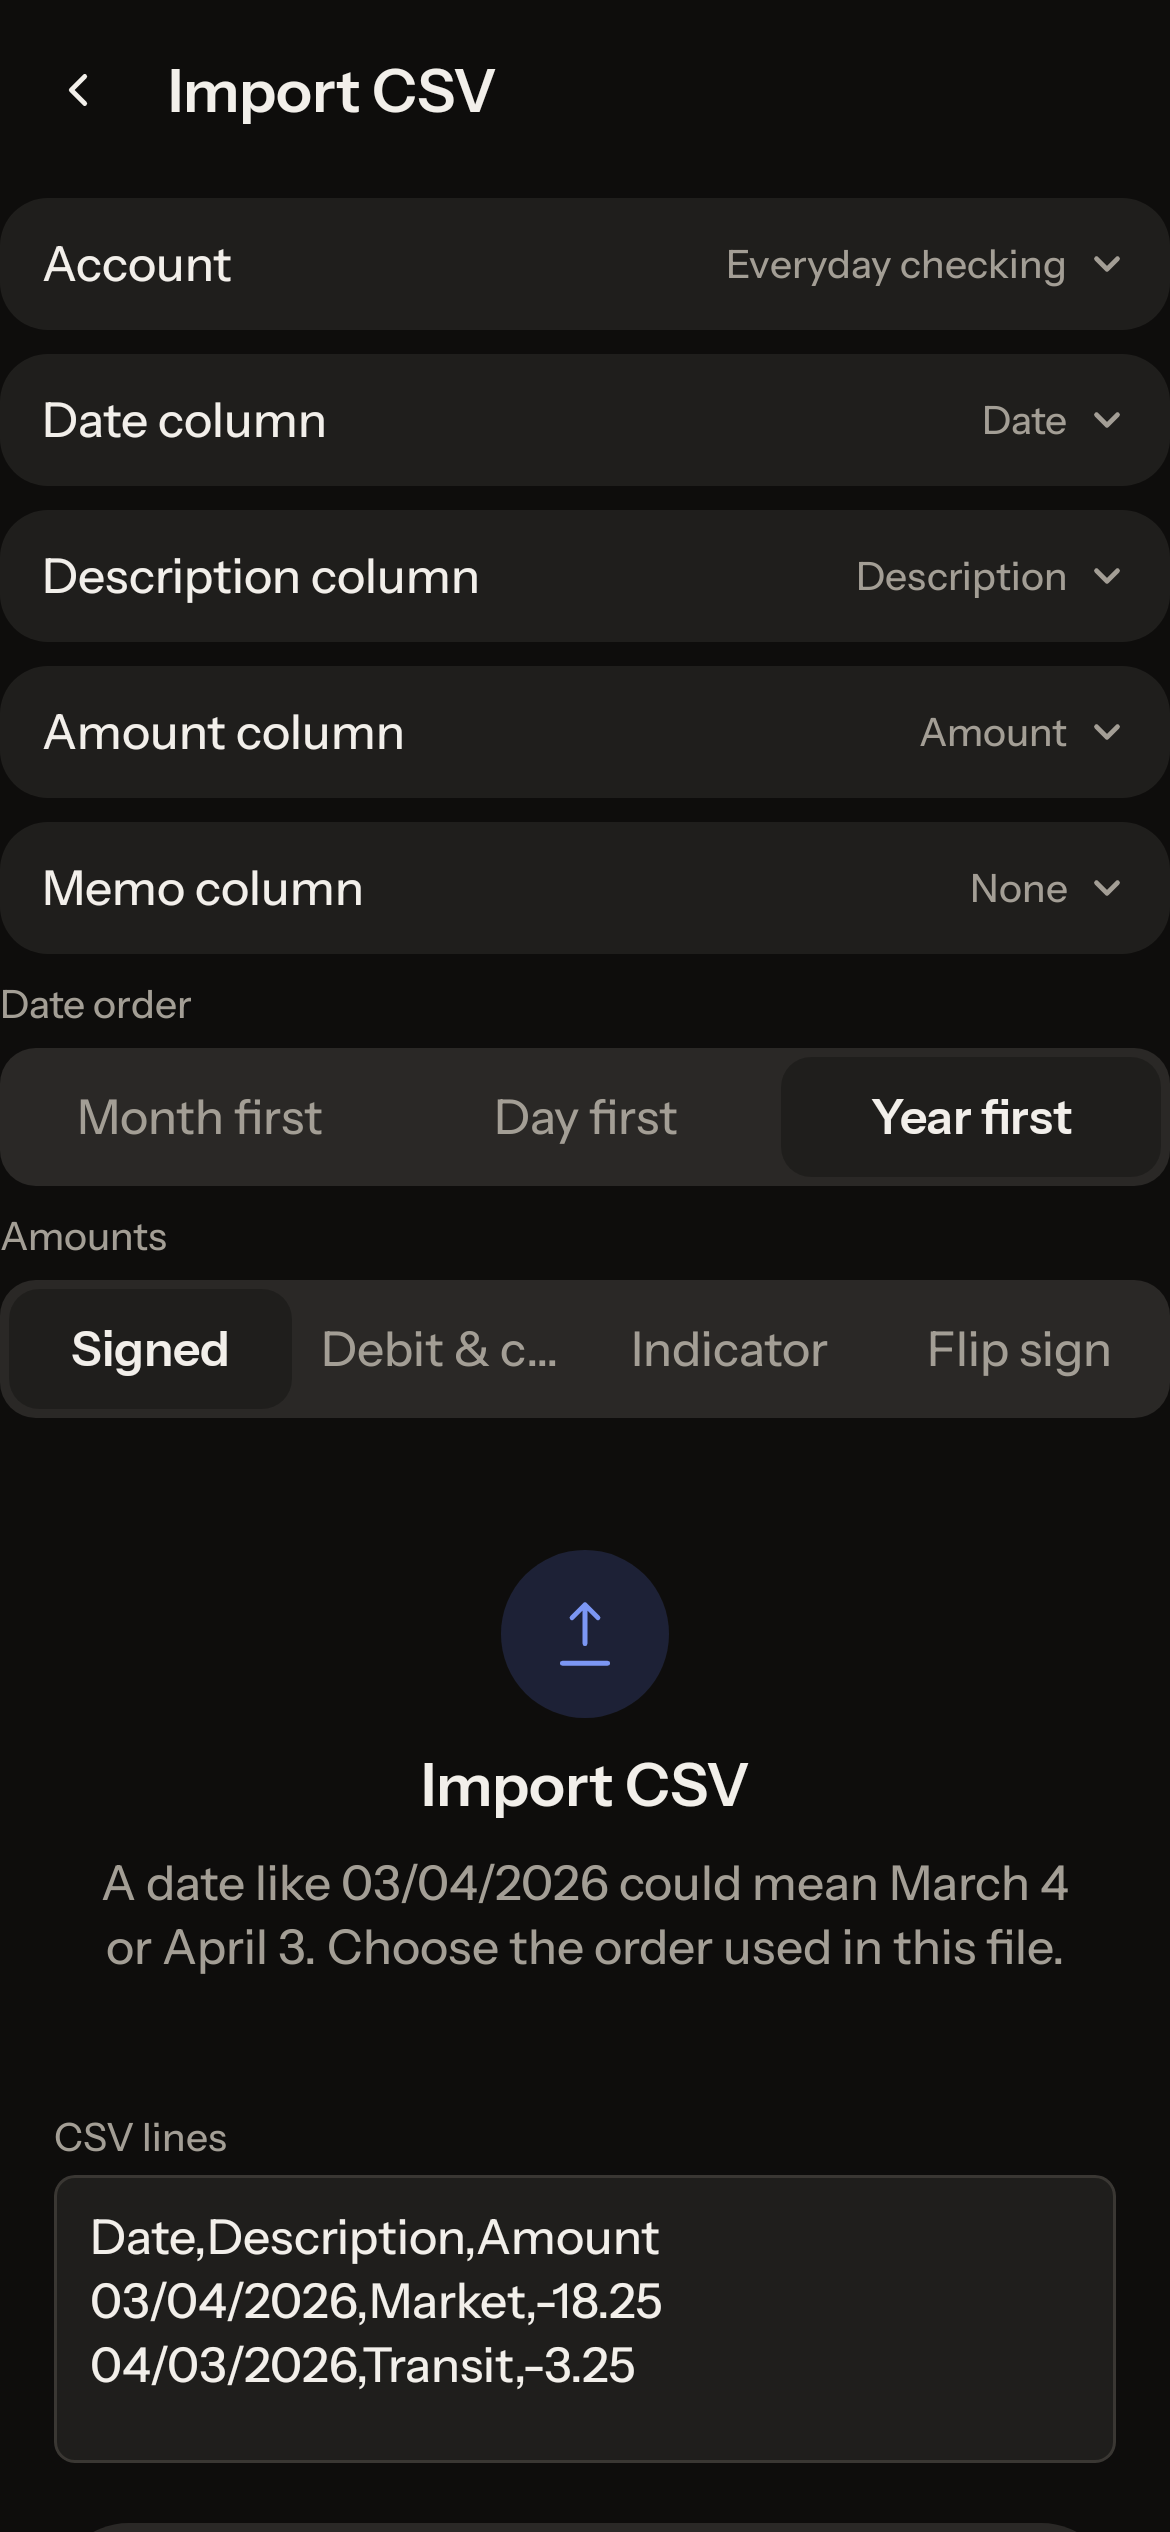 Import CSV
Account
Everyday checking
Date column
Date
Description column
Description
Amount column
Amount
Memo column
None
Date order
Month first
Day first
Year first
Amounts
Signed
Debit & c...
Indicator
Flip sign
Import CSV
A date like 03/04/2026 could mean March 4
or April 3. Choose the order used in this file.
CSV lines
Date,Description,Amount
03/04/2026,Market,-18.25
04/03/2026,Transit,-3.25